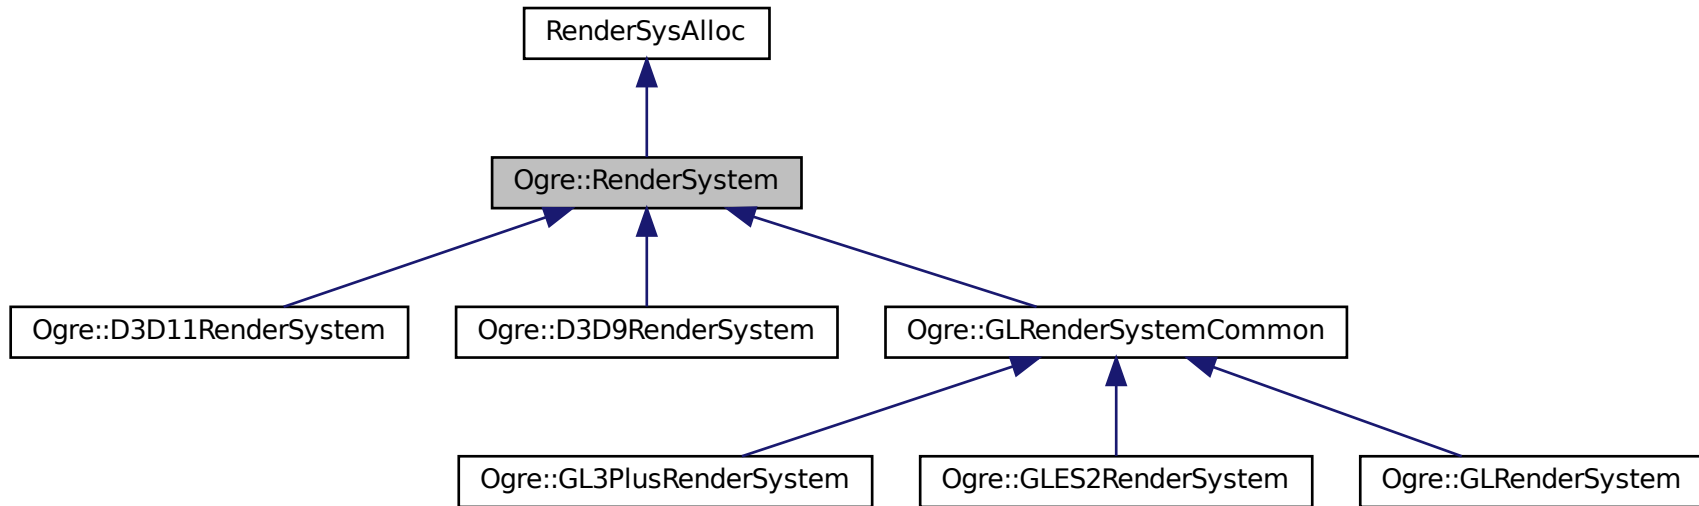 RenderSysAlloc
Ogre::RenderSystem
Ogre::D3D11RenderSystem
Ogre::D3D9RenderSystem
Ogre::GLRenderSystemCommon
Ogre::GL3PlusRenderSystem
Ogre::GLES2RenderSystem
Ogre::GLRenderSystem